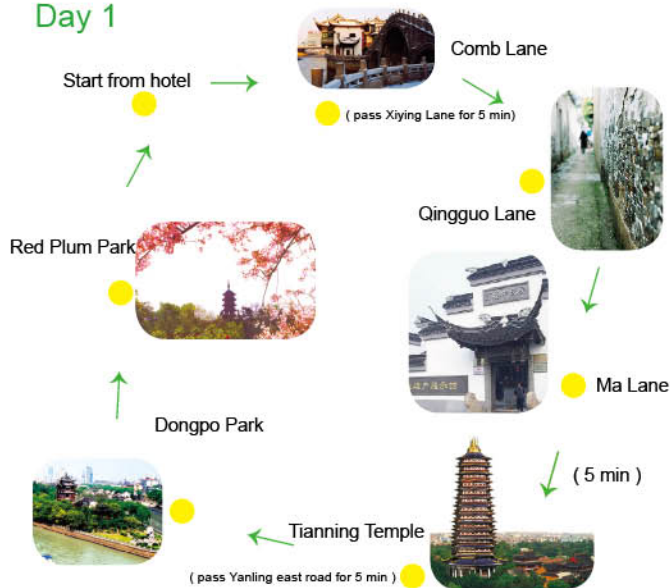 Day 1
Start from hotel
Comb Lane
( pass Xiying Lane for 5 min)
Qingguo Lane
Ma Lane
( 5 min )
Tianning Temple
( pass Yanling east road for 5 min )
Dongpo Park
Red Plum Park